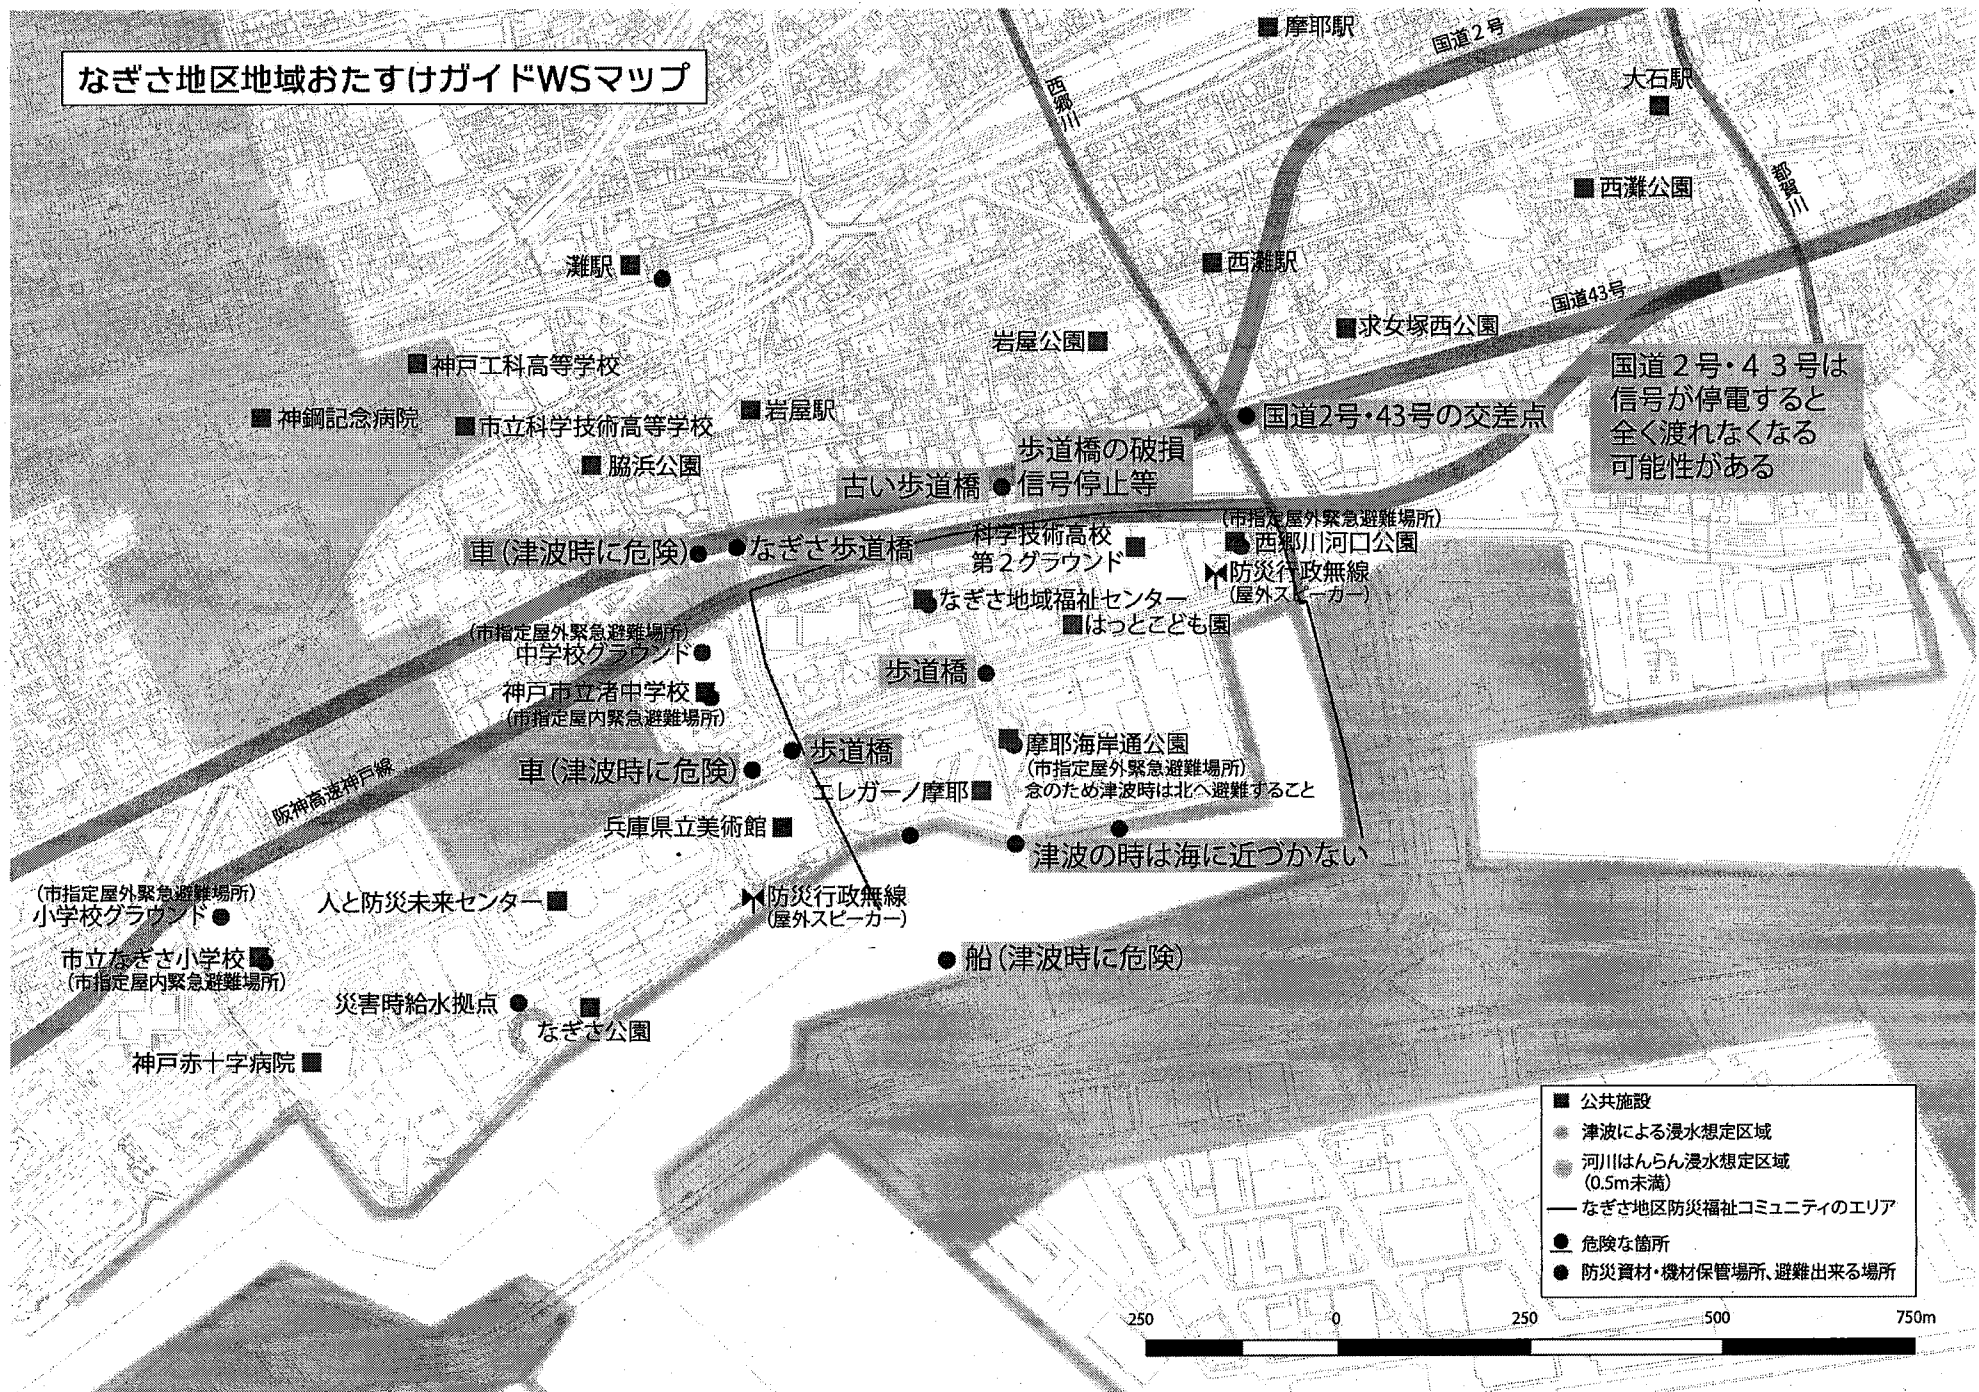 なぎさ地区地域おたすけガイドWSマップ
摩耶駅
国道2号
大石駅
西郷川
都賀川
西灘公園
灘駅
西灘駅
国道43号
岩屋公園
求女塚西公園
神戸工科高等学校
国道２号・４３号は
信号が停電すると
全く渡れなくなる
可能性がある
神鋼記念病院
市立科学技術高等学校
岩屋駅
国道2号・43号の交差点
脇浜公園
歩道橋の破損
信号停止等
古い歩道橋
車(津波時に危険)
なぎさ歩道橋
科学技術高校
第２グラウンド
(市指定屋外緊急避難場所)
西郷川河口公園
防災行政無線
(屋外スピーカー)
なぎさ地域福祉センター
はっとこども園
(市指定屋外緊急避難場所)
中学校グラウンド
神戸市立渚中学校
(市指定屋内緊急避難場所)
歩道橋
歩道橋
車(津波時に危険)
摩耶海岸通公園
(市指定屋外緊急避難場所)
念のため津波時は北へ避難すること
エレガーノ摩耶
阪神高速神戸線
兵庫県立美術館
津波の時は海に近づかない
(市指定屋外緊急避難場所)
小学校グラウンド
人と防災未来センター
防災行政無線
(屋外スピーカー)
市立なぎさ小学校
(市指定屋内緊急避難場所)
船(津波時に危険)
災害時給水拠点
なぎさ公園
神戸赤十字病院
公共施設
津波による浸水想定区域
河川はんらん浸水想定区域
(0.5m未満)
なぎさ地区防災福祉コミュニティのエリア
危険な箇所
防災資材・機材保管場所、避難出来る場所
250 0 250 500 750m